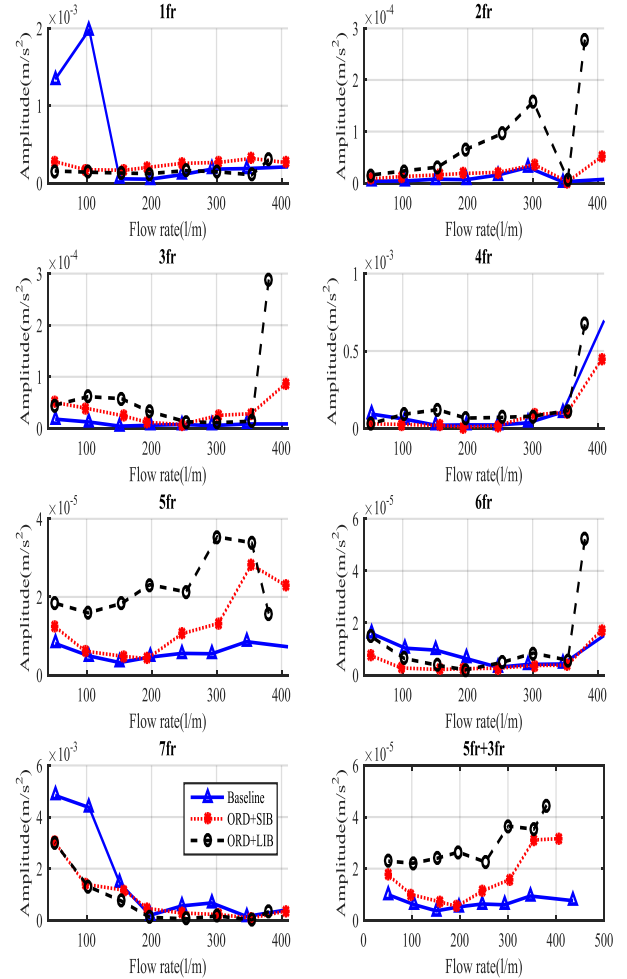 1fr
×10⁻³
Amplitude(m/s²)
2
1
0
100 200 300 400
Flow rate(l/m)
2fr
×10⁻⁴
Amplitude(m/s²)
3
2
1
0
100 200 300 400
Flow rate(l/m)
3fr
×10⁻⁴
Amplitude(m/s²)
3
2
1
0
100 200 300 400
Flow rate(l/m)
4fr
×10⁻³
Amplitude(m/s²)
1
0.5
0
100 200 300 400
Flow rate(l/m)
5fr
×10⁻⁵
Amplitude(m/s²)
4
2
0
100 200 300 400
Flow rate(l/m)
6fr
×10⁻⁵
Amplitude(m/s²)
6
4
2
0
100 200 300 400
Flow rate(l/m)
7fr
×10⁻³
Amplitude(m/s²)
6
4
2
0
Baseline
ORD+SIB
ORD+LIB
100 200 300 400
Flow rate(l/m)
5fr+3fr
×10⁻⁵
Amplitude(m/s²)
6
4
2
0
0 100 200 300 400 500
Flow rate(l/m)